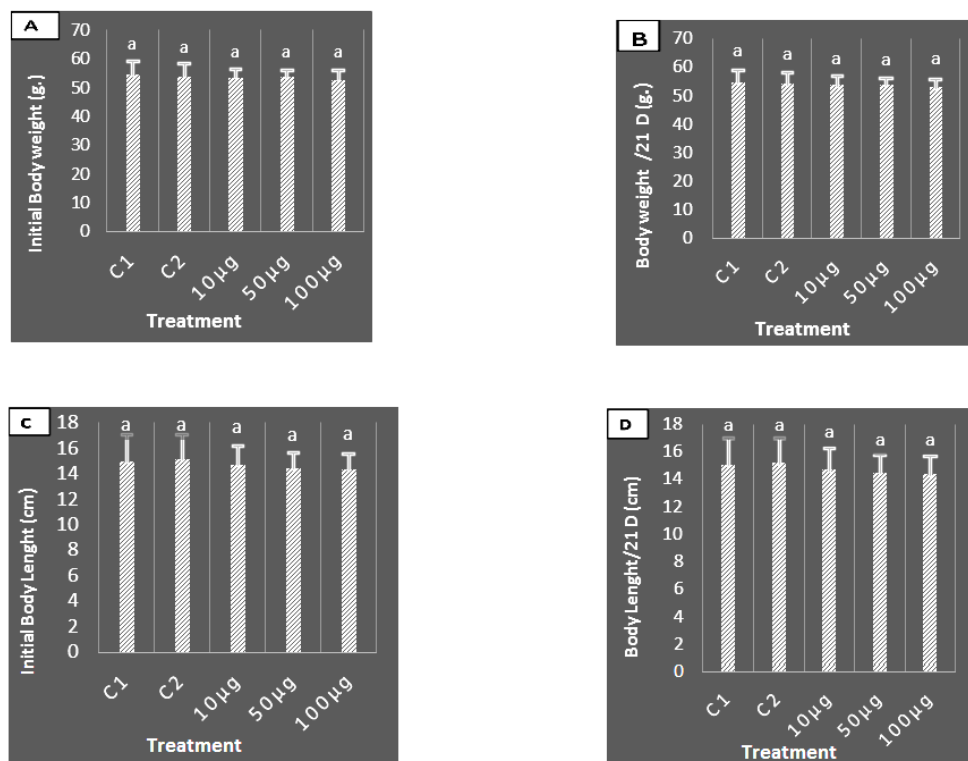 A
Initial Body weight (g.)
70
60
50
40
30
20
10
0
a a a a a
C1 C2 10µg 50µg 100µg
Treatment
B
Body weight /21 D (g.)
70
60
50
40
30
20
10
0
a a a a a
C1 C2 10µg 50µg 100µg
Treatment
C
Initial Body Lenght (cm)
18
16
14
12
10
8
6
4
2
0
a a a a a
C1 C2 10µg 50µg 100µg
Treatment
D
Body Lenght/21 D (cm)
18
16
14
12
10
8
6
4
2
0
a a a a a
C1 C2 10µg 50µg 100µg
Treatment